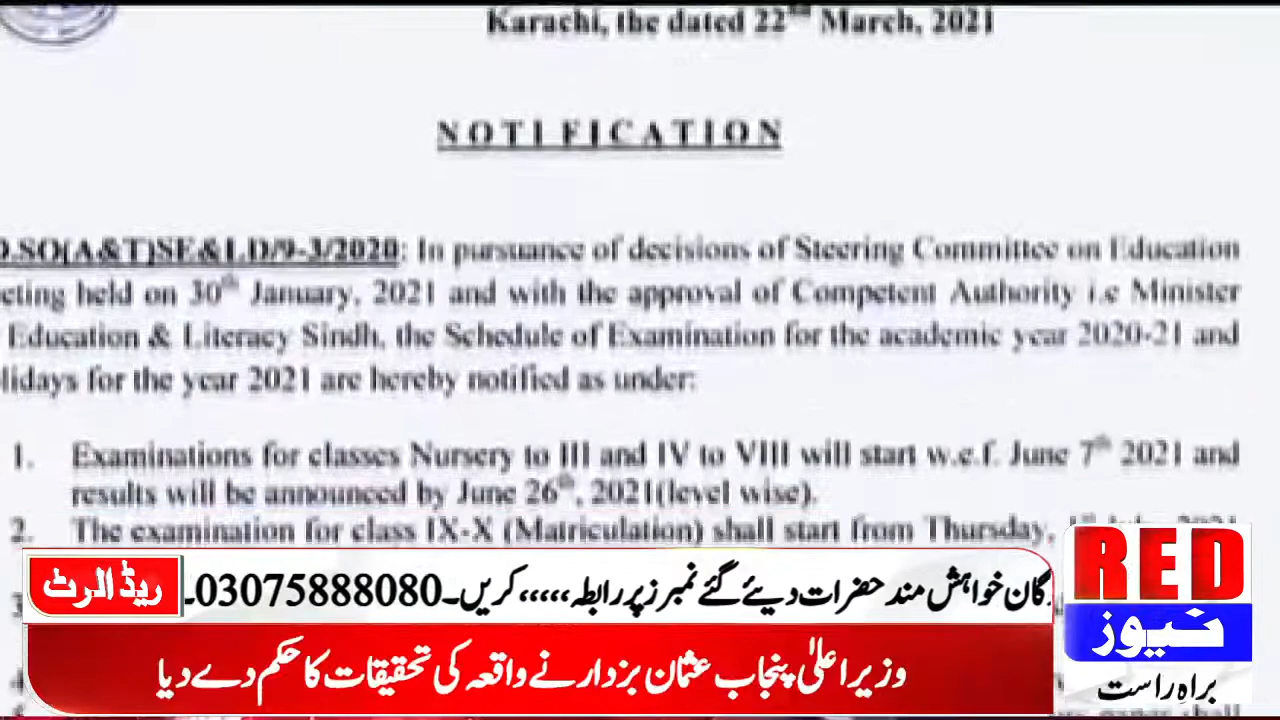 Karachi, the dated 22nd March, 2021
NOTIFICATION
O.SO(A&T)SE&LD/9-3/2020: In pursuance of decisions of Steering Committee on Education
eting held on 30th January, 2021 and with the approval of Competent Authority i.e Minister
Education & Literacy Sindh, the Schedule of Examination for the academic year 2020-21 and
lidays for the year 2021 are hereby notified as under:
1. Examinations for classes Nursery to III and IV to VIII will start w.e.f. June 7th 2021 and
results will be announced by June 26th, 2021(level wise).
2. The examination for class IX-X (Matriculation) shall start from Thursday,
ریڈ الرٹ
گان خواہش مند حضرات دیئے گئے نمبرز پر رابطہ ،،،،، کریں۔03075888080۔
وزیر اعلیٰ پنجاب عثمان بزدار نے واقعہ کی تحقیقات کا حکم دے دیا
RED
نیوز
براہِ راست